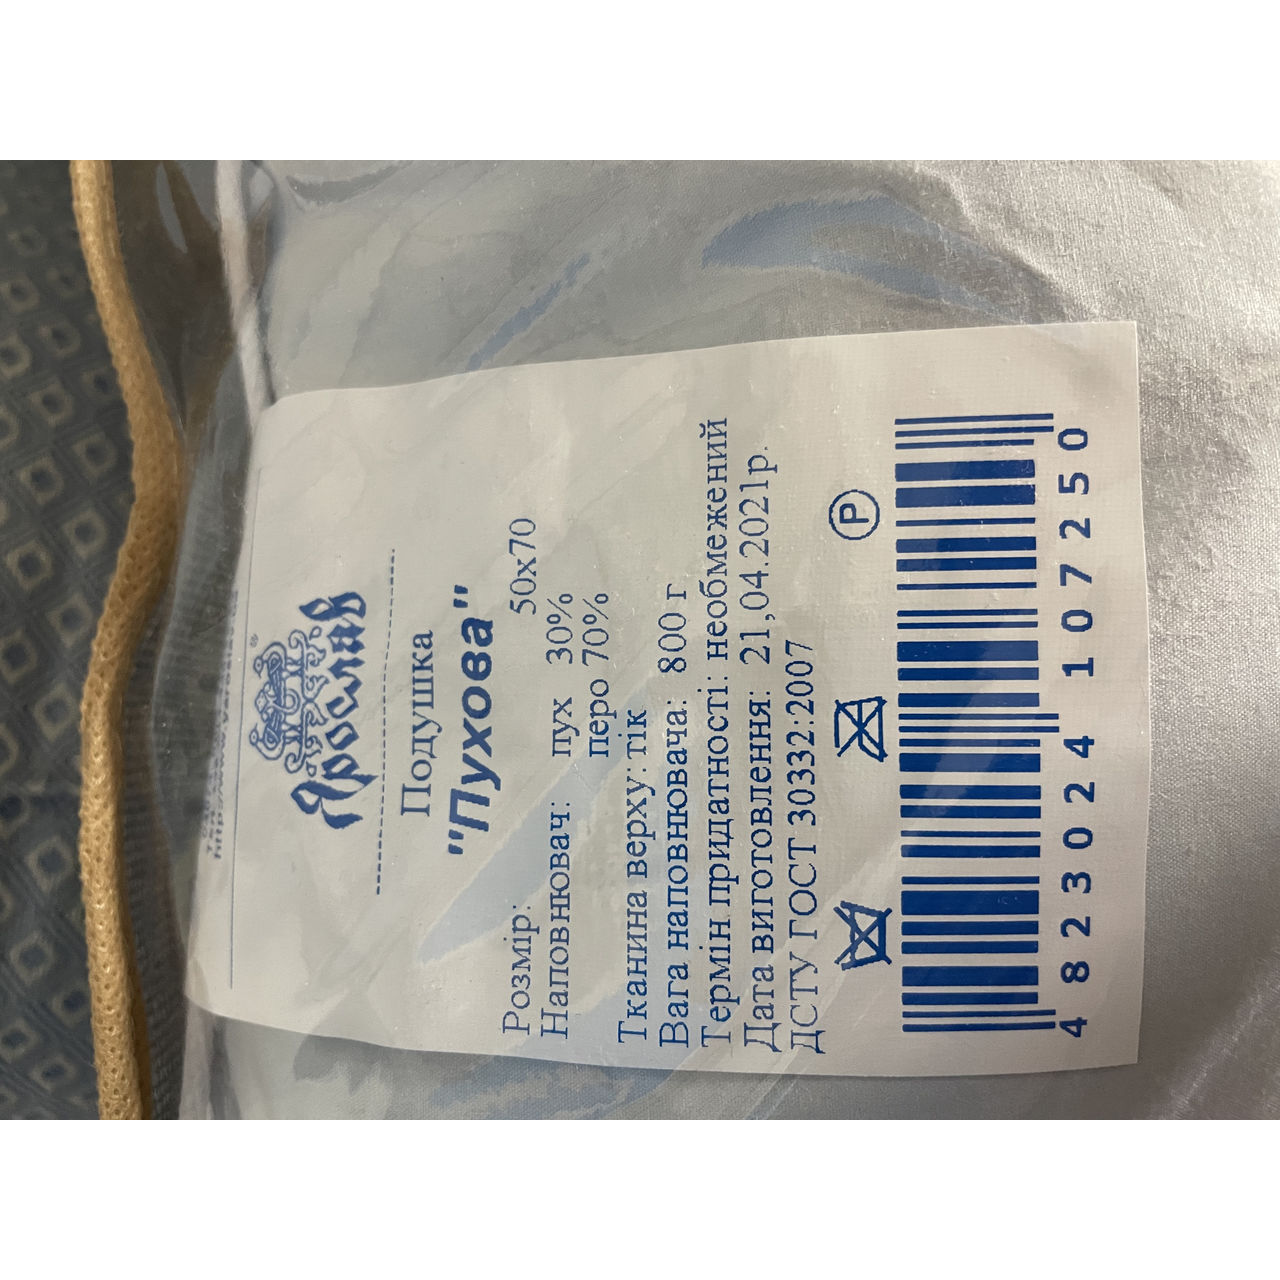 Ярослав®
Подушка
"Пухова"
Розмір: 50х70
Наповнювач: пух 30%
перо 70%
Тканина верху: тік
Вага наповнювача: 800 г
Термін придатності: необмежений
Дата виготовлення: 21,04.2021р.
ДСТУ ГОСТ 30332:2007
P
4 823024 107250